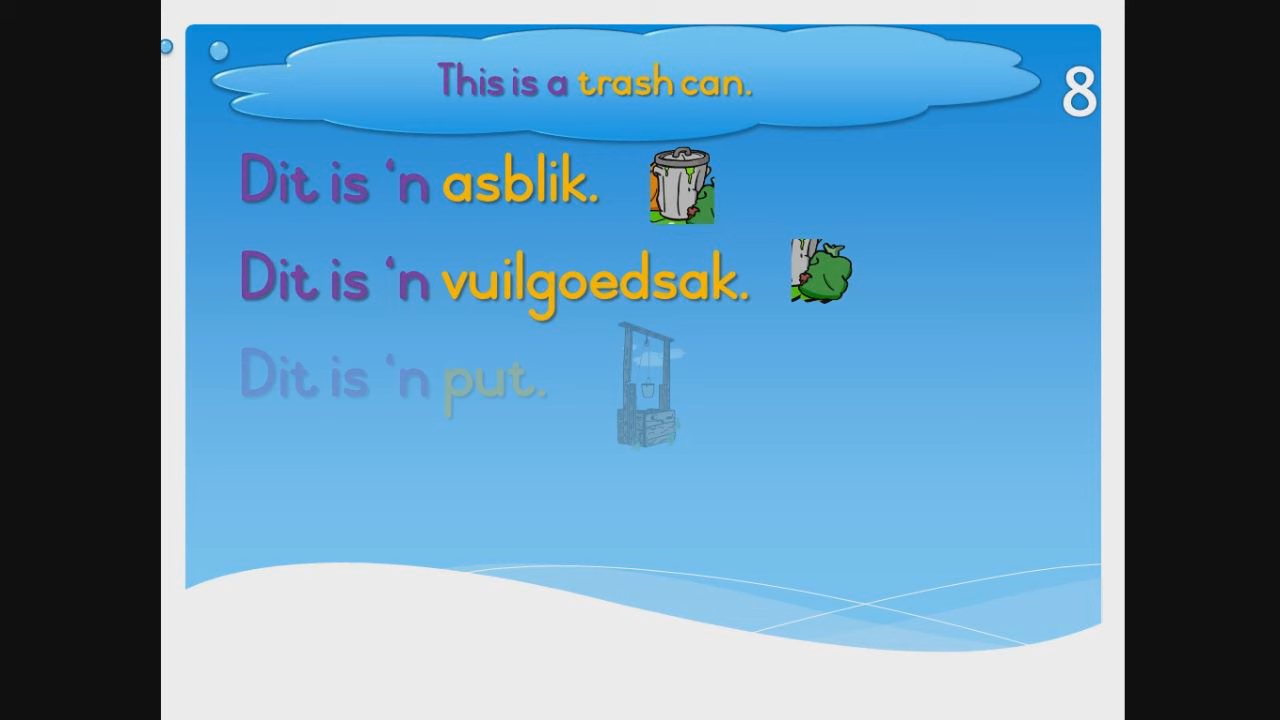 This is a trash can.
8
Dit is ‘n asblik.
Dit is ‘n vuilgoedsak.
Dit is ‘n put.